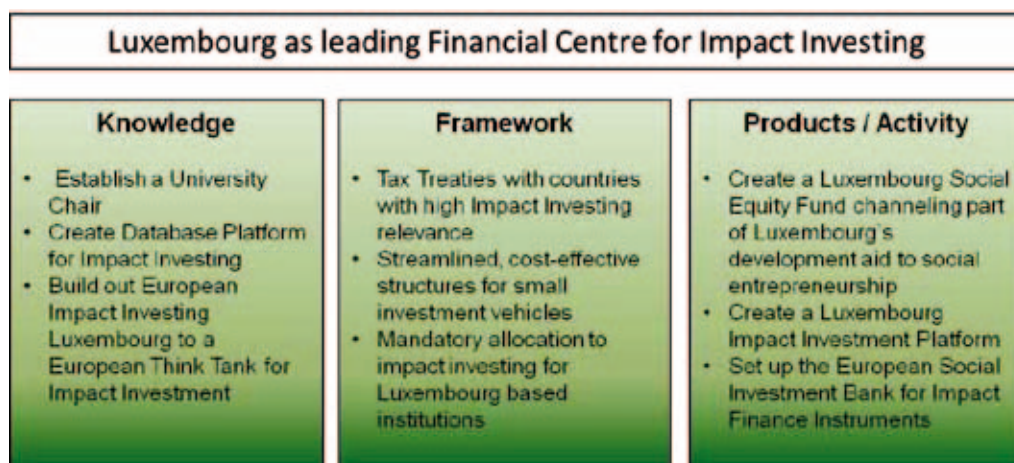 Luxembourg as leading Financial Centre for Impact Investing
Knowledge
• Establish a University
Chair
• Create Database Platform
for Impact Investing
• Build out European
Impact Investing
Luxembourg to a
European Think Tank for
Impact Investment
Framework
• Tax Treaties with countries
with high Impact Investing
relevance
• Streamlined, cost-effective
structures for small
investment vehicles
• Mandatory allocation to
impact investing for
Luxembourg based
institutions
Products / Activity
• Create a Luxembourg Social
Equity Fund channeling part
of Luxembourg`s
development aid to social
entrepreneurship
• Create a Luxembourg
Impact Investment Platform
• Set up the European Social
Investment Bank for Impact
Finance Instruments